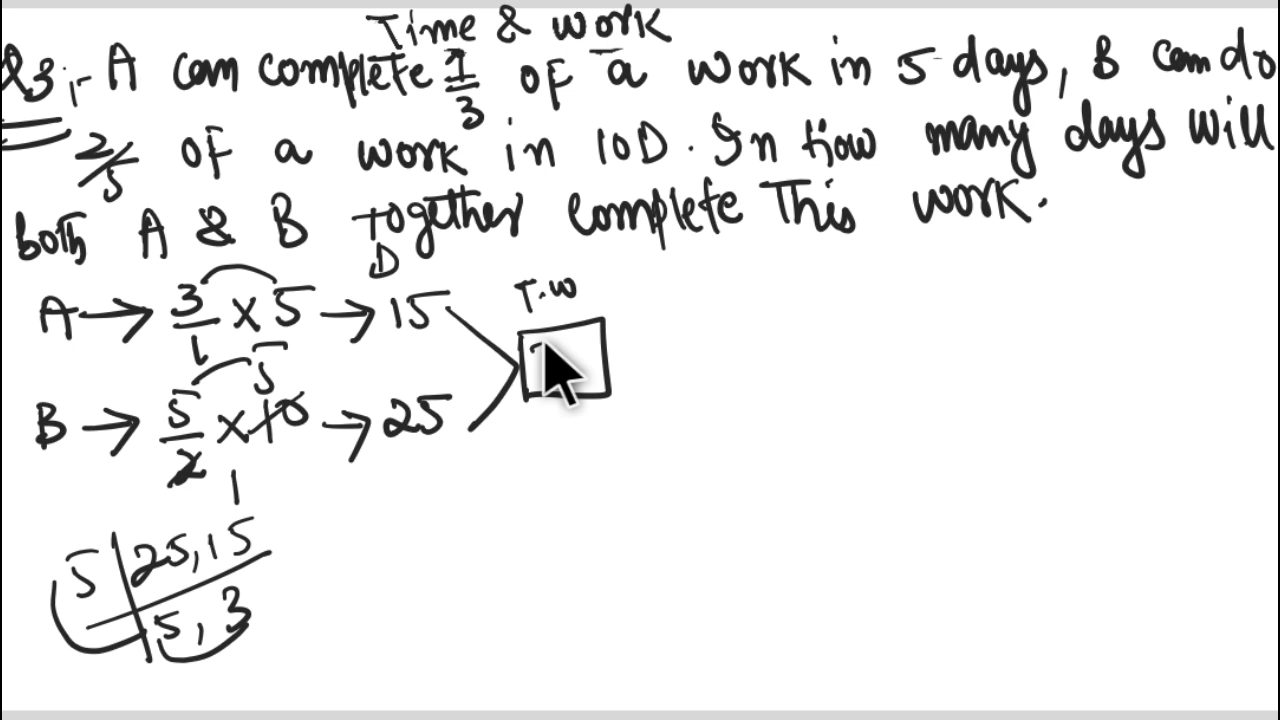 Time & work
Q3:- A can complete 1/3 of a work in 5 days, B can do
2/5 of a work in 10D. In how many days will
both A & B together complete This work.
D
A → 3/1 × 5 → 15
T.W
5
B → 5/2 × 10 → 25
1
5 | 25, 15
5, 3